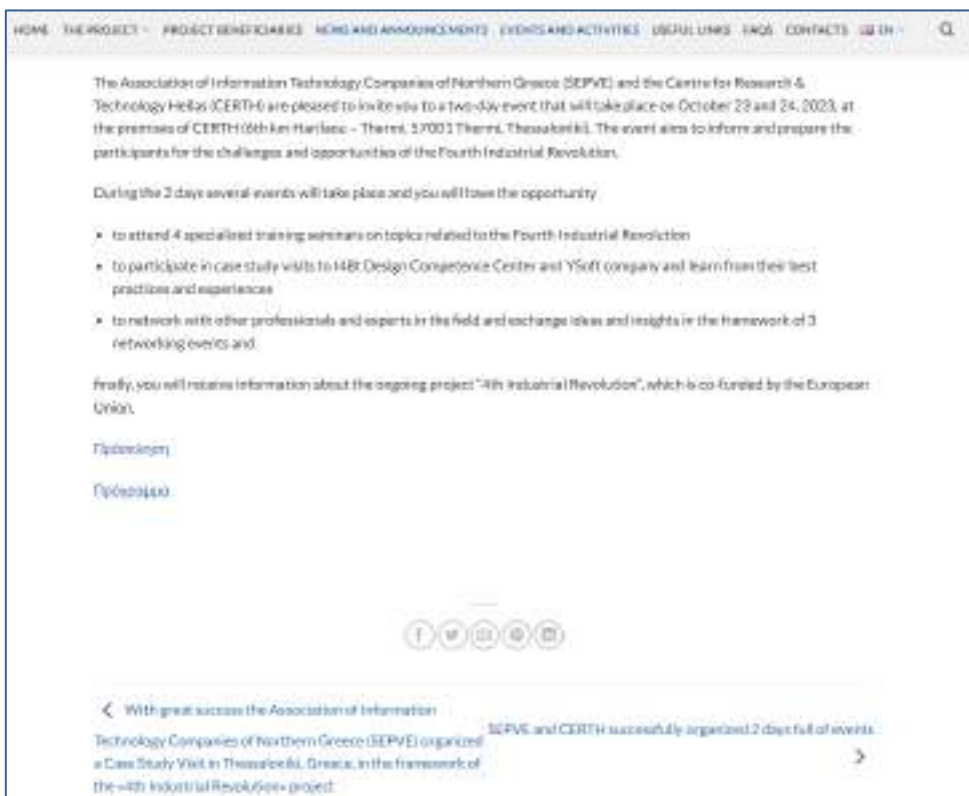 HOME THE PROJECT PROJECT BENEFICIARIES NEWS AND ANNOUNCEMENTS EVENTS AND ACTIVITIES USEFUL LINKS FAQS CONTACTS EN
The Association of Information Technology Companies of Northern Greece (SEPVE) and the Centre for Research &
Technology Hellas (CERTH) are pleased to invite you to a two-day event that will take place on October 23 and 24, 2023, at
the premises of CERTH (6th km Harilaou – Thermi, 57001 Thermi, Thessaloniki). The event aims to inform and prepare the
participants for the challenges and opportunities of the Fourth Industrial Revolution.
During the 2 days several events will take place and you will have the opportunity
• to attend 4 specialized training seminars on topics related to the Fourth Industrial Revolution
• to participate in case study visits to I4Bt Design Competence Center and YSoft company and learn from their best
practices and experiences
• to network with other professionals and experts in the field and exchange ideas and insights in the framework of 3
networking events and
finally, you will receive information about the ongoing project "4th Industrial Revolution", which is co-funded by the European
Union.
Πρόσκληση
Πρόγραμμα
With great success the Association of Information
Technology Companies of Northern Greece (SEPVE) organized
a Case Study Visit in Thessaloniki, Greece, in the framework of
the «4th Industrial Revolution» project
SEPVE and CERTH successfully organized 2 days full of events